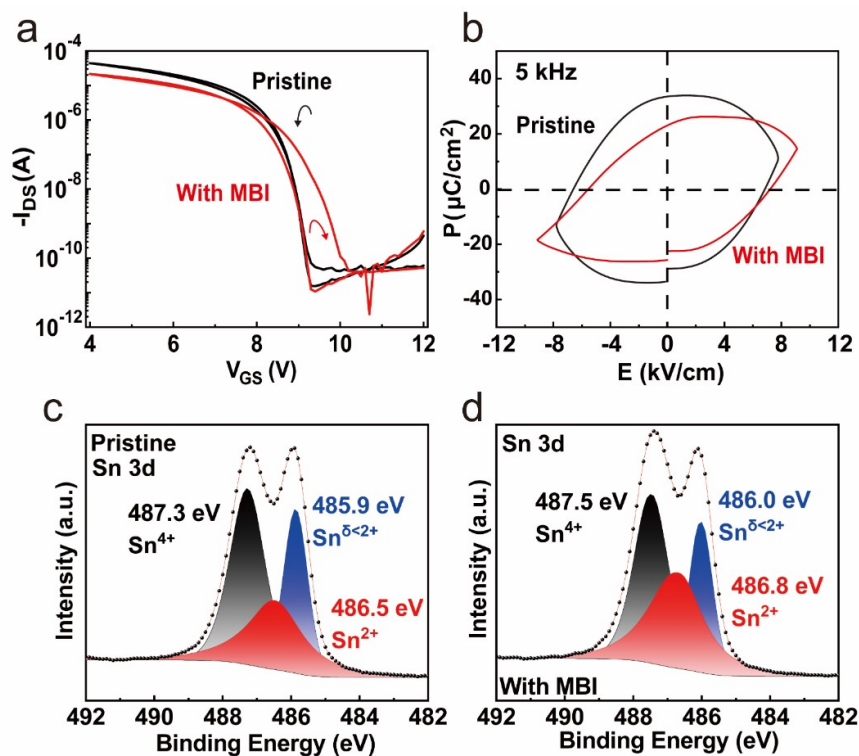 a
10⁻⁴
10⁻⁶
10⁻⁸
10⁻¹⁰
10⁻¹²
-I_DS(A)
Pristine
With MBI
4
6
8
10
12
V_GS (V)
b
5 kHz
Pristine
With MBI
40
20
0
-20
-40
P(μC/cm²)
-12
-8
-4
0
4
8
12
E (kV/cm)
c
Pristine
Sn 3d
487.3 eV
Sn⁴⁺
485.9 eV
Sn^δ<2+
486.5 eV
Sn²⁺
Intensity (a.u.)
492
490
488
486
484
482
Binding Energy (eV)
d
Sn 3d
487.5 eV
Sn⁴⁺
486.0 eV
Sn^δ<2+
486.8 eV
Sn²⁺
With MBI
Intensity (a.u.)
492
490
488
486
484
482
Binding Energy (eV)